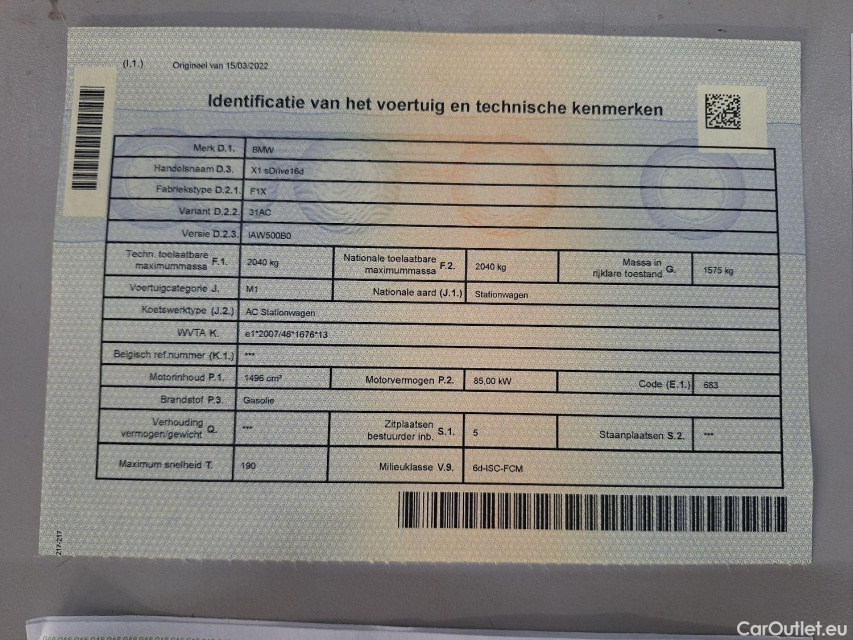 (I.1.) Origineel van 15/03/2022
Identificatie van het voertuig en technische kenmerken
Merk D.1. BMW
Handelsnaam D.3. X1 sDrive16d
Fabriekstype D.2.1. F1X
Variant D.2.2. 31AC
Versie D.2.3. IAW500B0
Techn. toelaatbare maximummassa F.1. 2040 kg Nationale toelaatbare maximummassa F.2. 2040 kg Massa in rijklare toestand G. 1575 kg
Voertuigcategorie J. M1 Nationale aard (J.1.) Stationwagen
Koetswerktype (J.2.) AC Stationwagen
WVTA K. e1*2007/46*1676*13
Belgisch ref.nummer (K.1.) ***
Motorinhoud P.1. 1496 cm³ Motorvermogen P.2. 85,00 kW Code (E.1.) 683
Brandstof P.3. Gasolie
Verhouding vermogen/gewicht Q. *** Zitplaatsen bestuurder inb. S.1. 5 Staanplaatsen S.2. ***
Maximum snelheid T. 190 Milieuklasse V.9. 6d-ISC-FCM
217-217
CarOutlet.eu